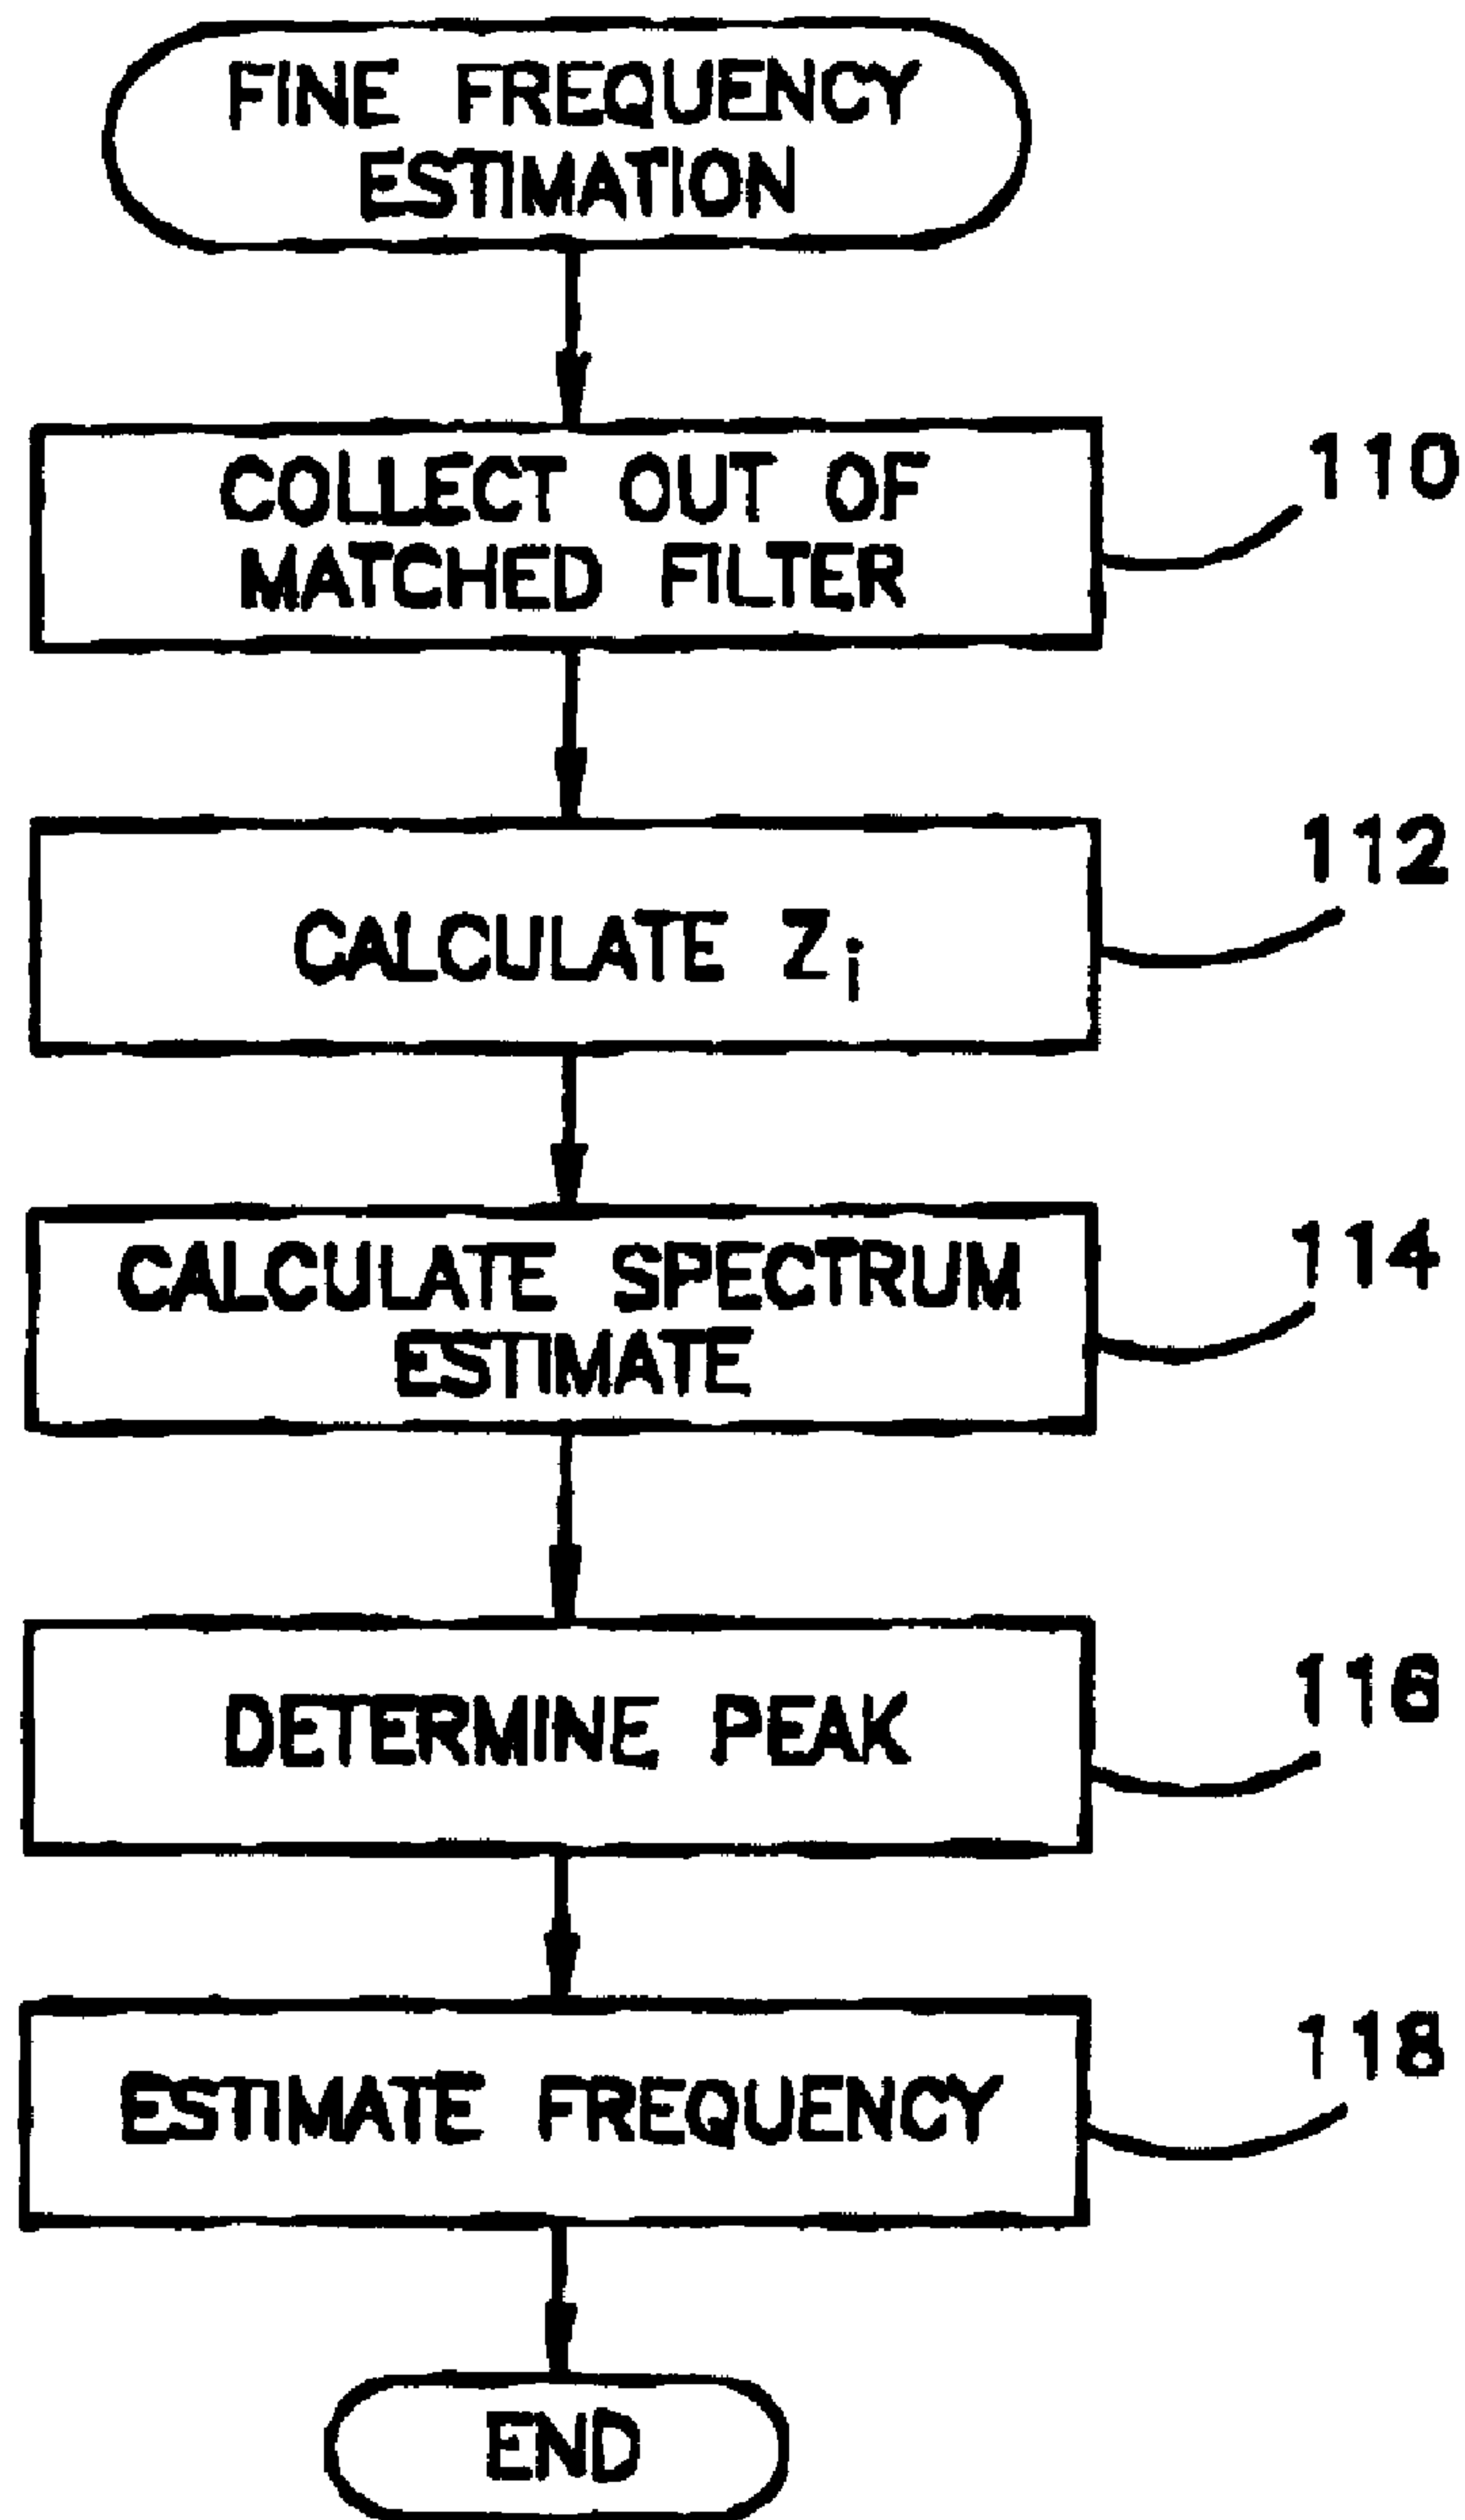 FINE FREQUENCY
ESTIMATION
COLLECT OUT OF
MATCHED FILTER
110
CALCULATE Zi
112
CALCULATE SPECTRUM
ESTIMATE
114
DETERMINE PEAK
116
ESTIMATE FREQUENCY
118
END